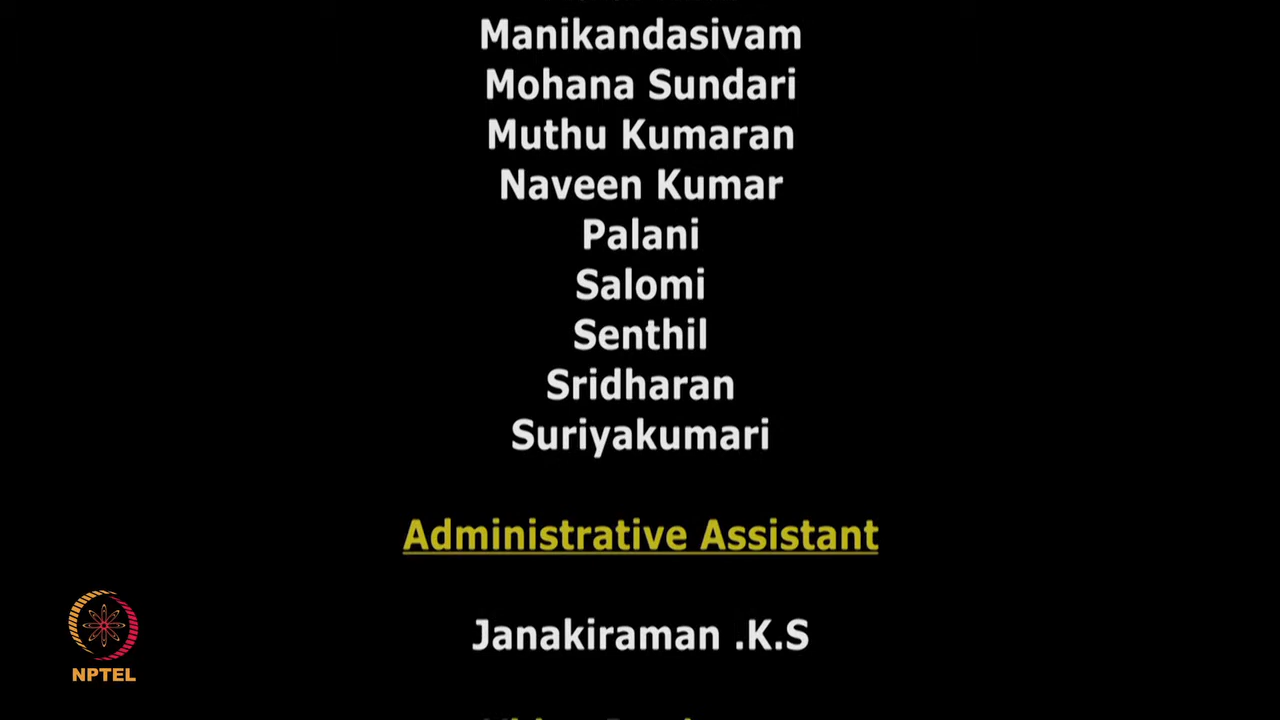 Manikandasivam
Mohana Sundari
Muthu Kumaran
Naveen Kumar
Palani
Salomi
Senthil
Sridharan
Suriyakumari
Administrative Assistant
Janakiraman .K.S
NPTEL